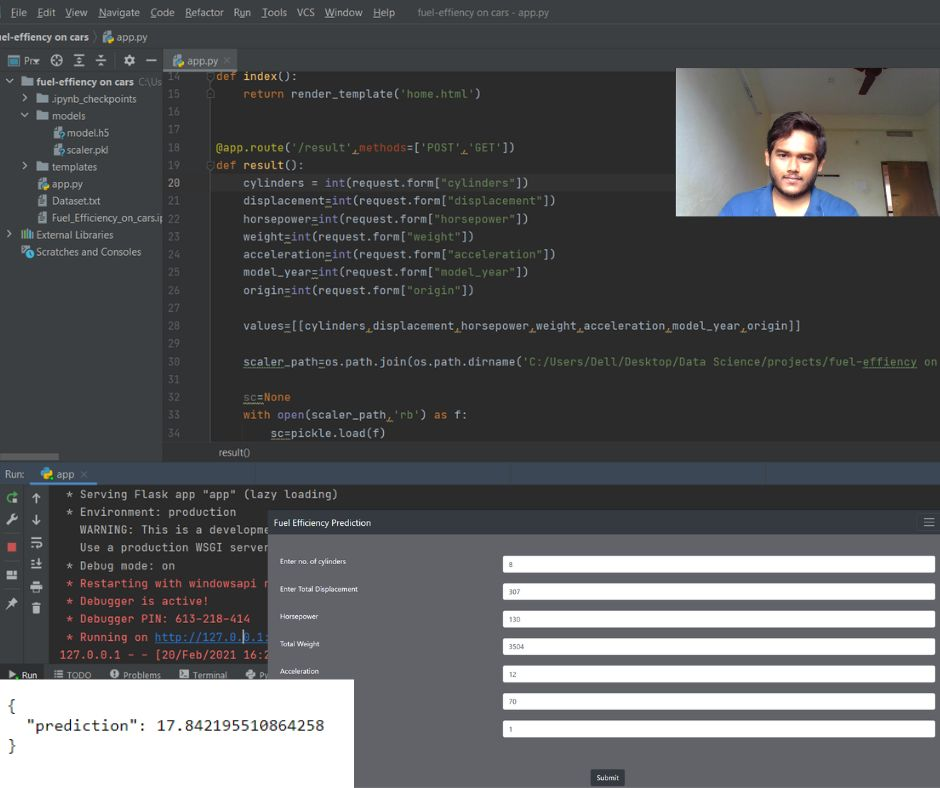 File Edit View Navigate Code Refactor Run Tools VCS Window Help fuel-effiency on cars - app.py
uel-effiency on cars app.py
Pr app.py
fuel-effiency on cars C:\Us
.ipynb_checkpoints
models
model.h5
scaler.pkl
templates
app.py
Dataset.txt
Fuel_Efficiency_on_cars.ip
External Libraries
Scratches and Consoles
14 def index():
15 return render_template('home.html')
16
17
18 @app.route('/result',methods=['POST','GET'])
19 def result():
20 cylinders = int(request.form["cylinders"])
21 displacement=int(request.form["displacement"])
22 horsepower=int(request.form["horsepower"])
23 weight=int(request.form["weight"])
24 acceleration=int(request.form["acceleration"])
25 model_year=int(request.form["model_year"])
26 origin=int(request.form["origin"])
27
28 values=[[cylinders,displacement,horsepower,weight,acceleration,model_year,origin]]
29
30 scaler_path=os.path.join(os.path.dirname('C:/Users/Dell/Desktop/Data Science/projects/fuel-effiency on
31
32 sc=None
33 with open(scaler_path,'rb') as f:
34 sc=pickle.load(f)
result()
Run: app
* Serving Flask app "app" (lazy loading)
* Environment: production
WARNING: This is a developme
Use a production WSGI server
* Debug mode: on
* Restarting with windowsapi r
* Debugger is active!
* Debugger PIN: 613-218-414
* Running on http://127.0.0.1:
127.0.0.1 - - [20/Feb/2021 16:2
Run TODO Problems Terminal Py
Fuel Efficiency Prediction
Enter no. of cylinders 8
Enter Total Displacement 307
Horsepower 130
Total Weight 3504
Acceleration 12
70
1
Submit
{
"prediction": 17.842195510864258
}